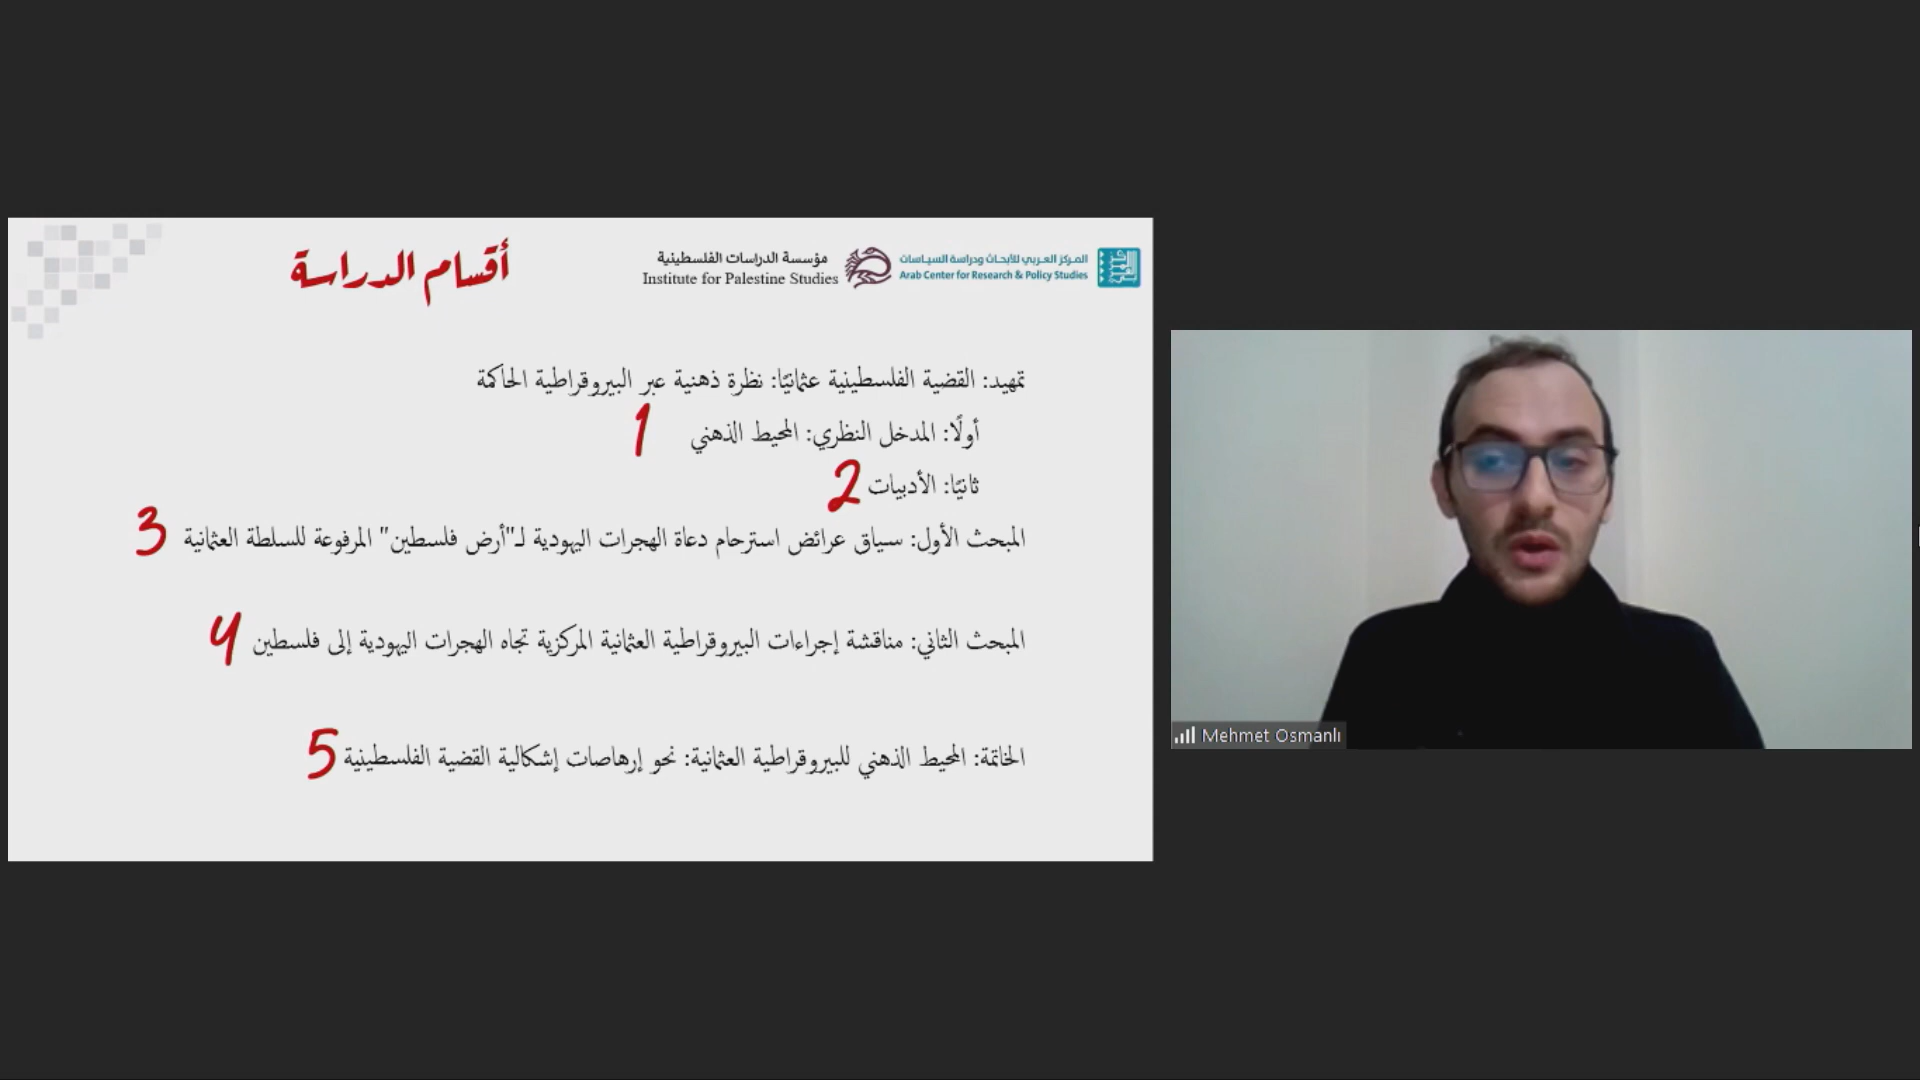 أقسام الدراسة
مؤسسة الدراسات الفلسطينية
Institute for Palestine Studies
المركز العربي للأبحاث ودراسة السياسات
Arab Center for Research & Policy Studies
تمهيد: القضية الفلسطينية عثمانيًا: نظرة ذهنية عبر البيروقراطية الحاكمة
أولًا: المدخل النظري: المحيط الذهني 1
ثانيًا: الأدبيات 2
المبحث الأول: سياق عرائض استرحام دعاة الهجرات اليهودية لـ"أرض فلسطين" المرفوعة للسلطة العثمانية 3
المبحث الثاني: مناقشة إجراءات البيروقراطية العثمانية المركزية تجاه الهجرات اليهودية إلى فلسطين 4
الخاتمة: المحيط الذهني للبيروقراطية العثمانية: نحو إرهاصات إشكالية القضية الفلسطينية 5
Mehmet Osmanlı